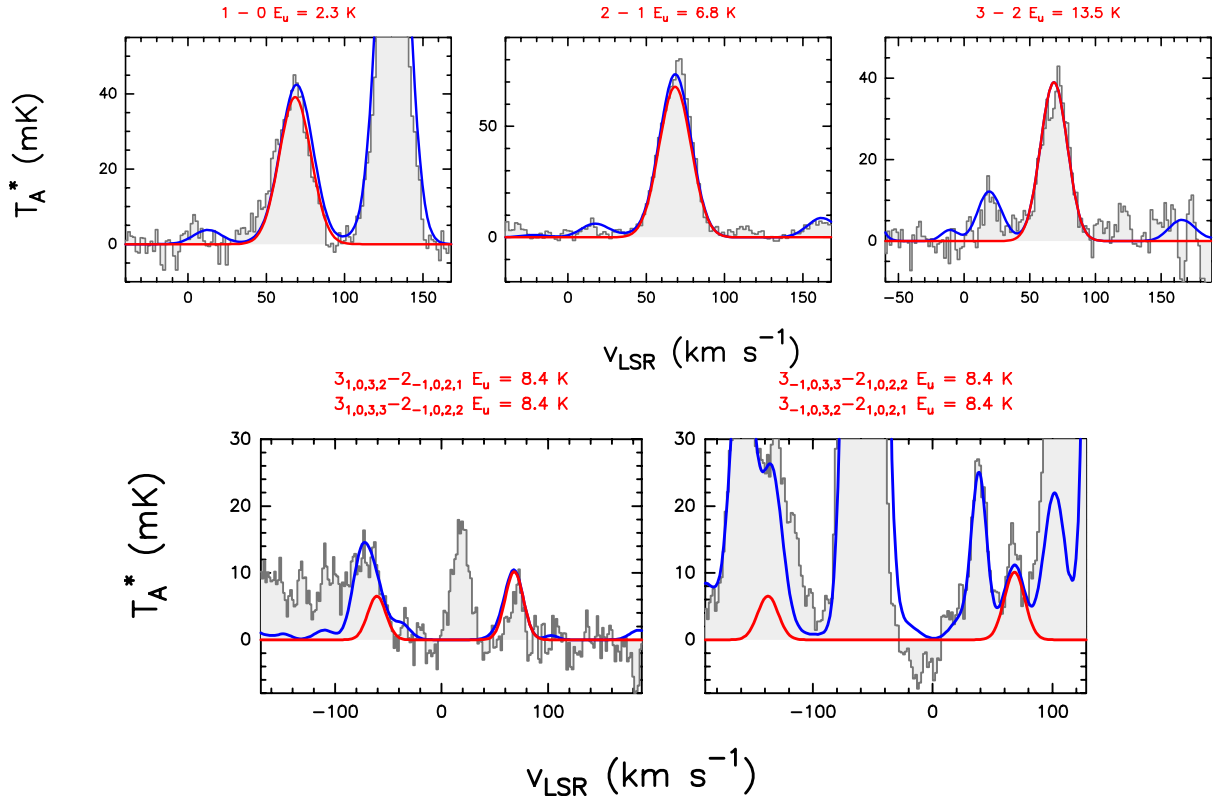 1 – 0 E_u = 2.3 K
2 – 1 E_u = 6.8 K
3 – 2 E_u = 13.5 K
T_A^* (mK)
40
20
0
50
0
40
20
0
0 50 100 150
0 50 100 150
−50 0 50 100 150
v_LSR (km s^−1)
3_1,0,3,2−2_−1,0,2,1 E_u = 8.4 K
3_1,0,3,3−2_−1,0,2,2 E_u = 8.4 K
3_−1,0,3,3−2_1,0,2,2 E_u = 8.4 K
3_−1,0,3,2−2_1,0,2,1 E_u = 8.4 K
T_A^* (mK)
30
20
10
0
30
20
10
0
−100 0 100
−100 0 100
v_LSR (km s^−1)